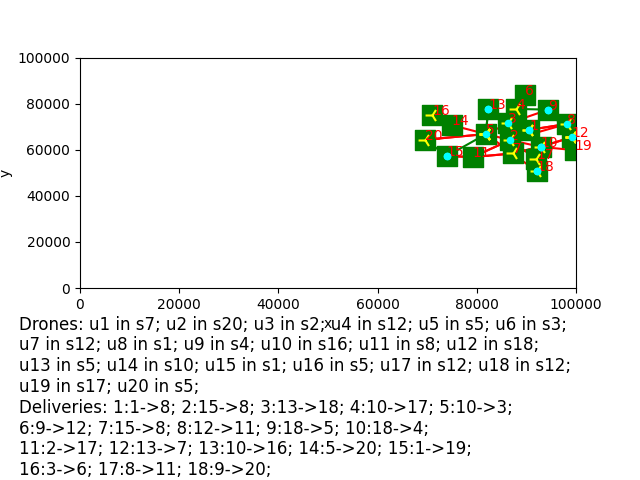 100000
80000
60000
40000
20000
0
y
0 20000 40000 60000 80000 100000
x
14
12
19
Drones: u1 in s7; u2 in s20; u3 in s2; u4 in s12; u5 in s5; u6 in s3;
u7 in s12; u8 in s1; u9 in s4; u10 in s16; u11 in s8; u12 in s18;
u13 in s5; u14 in s10; u15 in s1; u16 in s5; u17 in s12; u18 in s12;
u19 in s17; u20 in s5;
Deliveries: 1:1->8; 2:15->8; 3:13->18; 4:10->17; 5:10->3;
6:9->12; 7:15->8; 8:12->11; 9:18->5; 10:18->4;
11:2->17; 12:13->7; 13:10->16; 14:5->20; 15:1->19;
16:3->6; 17:8->11; 18:9->20;